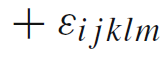 + ε_{ijklm}